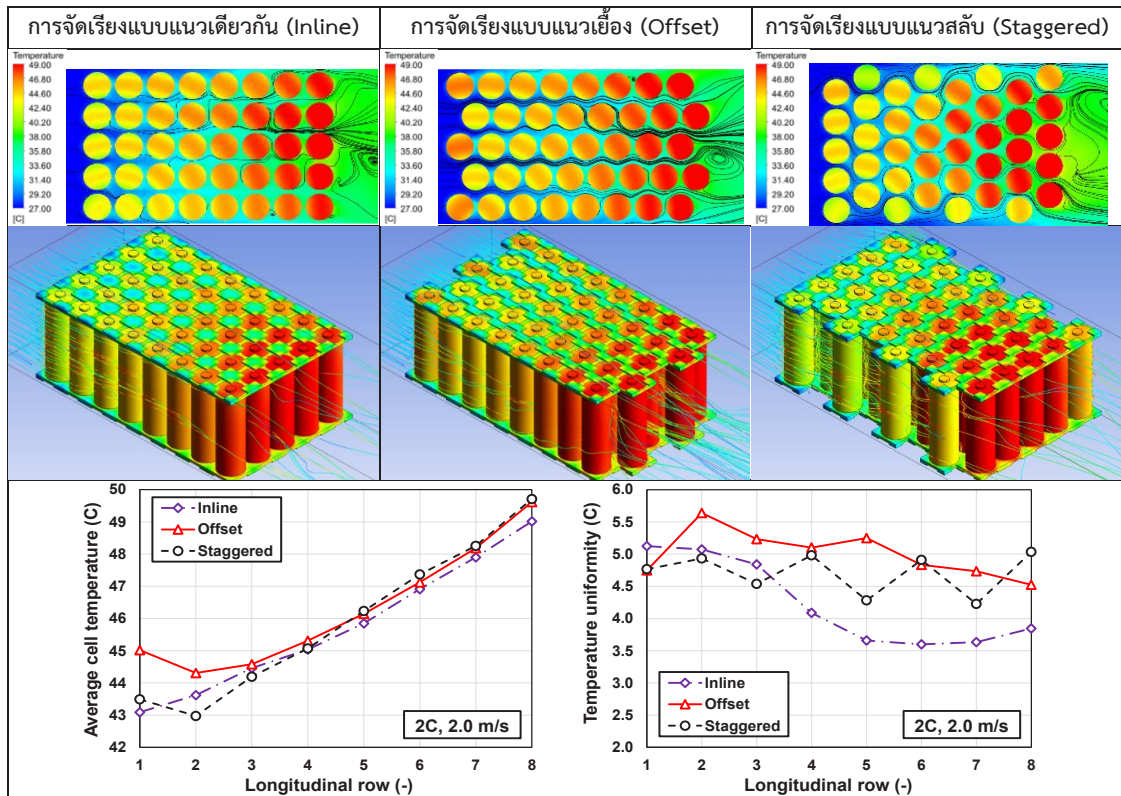 การจัดเรียงแบบแนวเดียวกัน (Inline)
การจัดเรียงแบบแนวเยื้อง (Offset)
การจัดเรียงแบบแนวสลับ (Staggered)
Temperature
49.00
46.80
44.60
42.40
40.20
38.00
35.80
33.60
31.40
29.20
27.00
[C]
Temperature
49.00
46.80
44.60
42.40
40.20
38.00
35.80
33.60
31.40
29.20
27.00
[C]
Temperature
49.00
46.80
44.60
42.40
40.20
38.00
35.80
33.60
31.40
29.20
27.00
[C]
Average cell temperature (C)
50
49
48
47
46
45
44
43
42
Inline
Offset
Staggered
2C, 2.0 m/s
1 2 3 4 5 6 7 8
Longitudinal row (-)
Temperature uniformity (C)
6.0
5.5
5.0
4.5
4.0
3.5
3.0
2.5
2.0
Inline
Offset
Staggered
2C, 2.0 m/s
1 2 3 4 5 6 7 8
Longitudinal row (-)